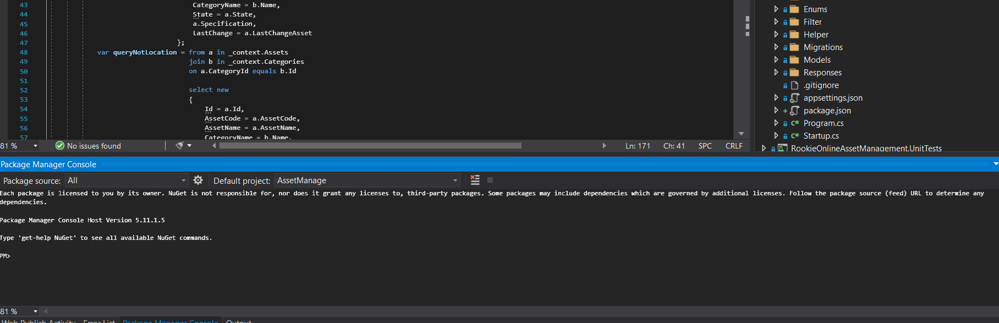 43 CategoryName = b.Name,
44 State = a.State,
45 a.Specification,
46 LastChange = a.LastChangeAsset
47 };
48 var queryNotLocation = from a in _context.Assets
49 join b in _context.Categories
50 on a.CategoryId equals b.Id
51
52 select new
53 {
54 Id = a.Id,
55 AssetCode = a.AssetCode,
56 AssetName = a.AssetName,
57 CategoryName = b.Name,
81 % No issues found Ln: 171 Ch: 41 SPC CRLF
Enums
Filter
Helper
Migrations
Models
Responses
.gitignore
appsettings.json
package.json
C# Program.cs
C# Startup.cs
RookieOnlineAssetManagement.UnitTests
Package Manager Console
Package source: All Default project: AssetManage
Each package is licensed to you by its owner. NuGet is not responsible for, nor does it grant any licenses to, third-party packages. Some packages may include dependencies which are governed by additional licenses. Follow the package source (feed) URL to determine any
dependencies.
Package Manager Console Host Version 5.11.1.5
Type 'get-help NuGet' to see all available NuGet commands.
PM>
81 %
Web Publish Activity Error List Package Manager Console Output